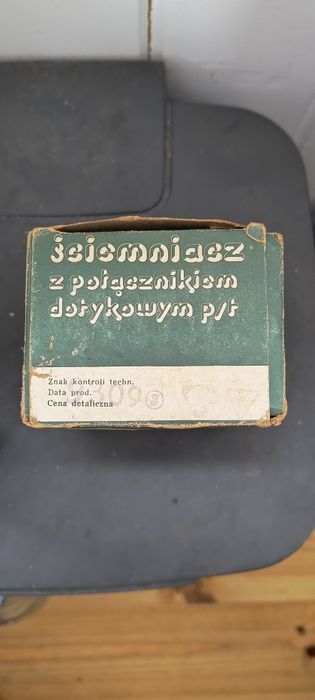 ściemniacz
z połącznikiem
dotykowym p/t
Znak kontroli techn.
Data prod.
Cena detaliczna